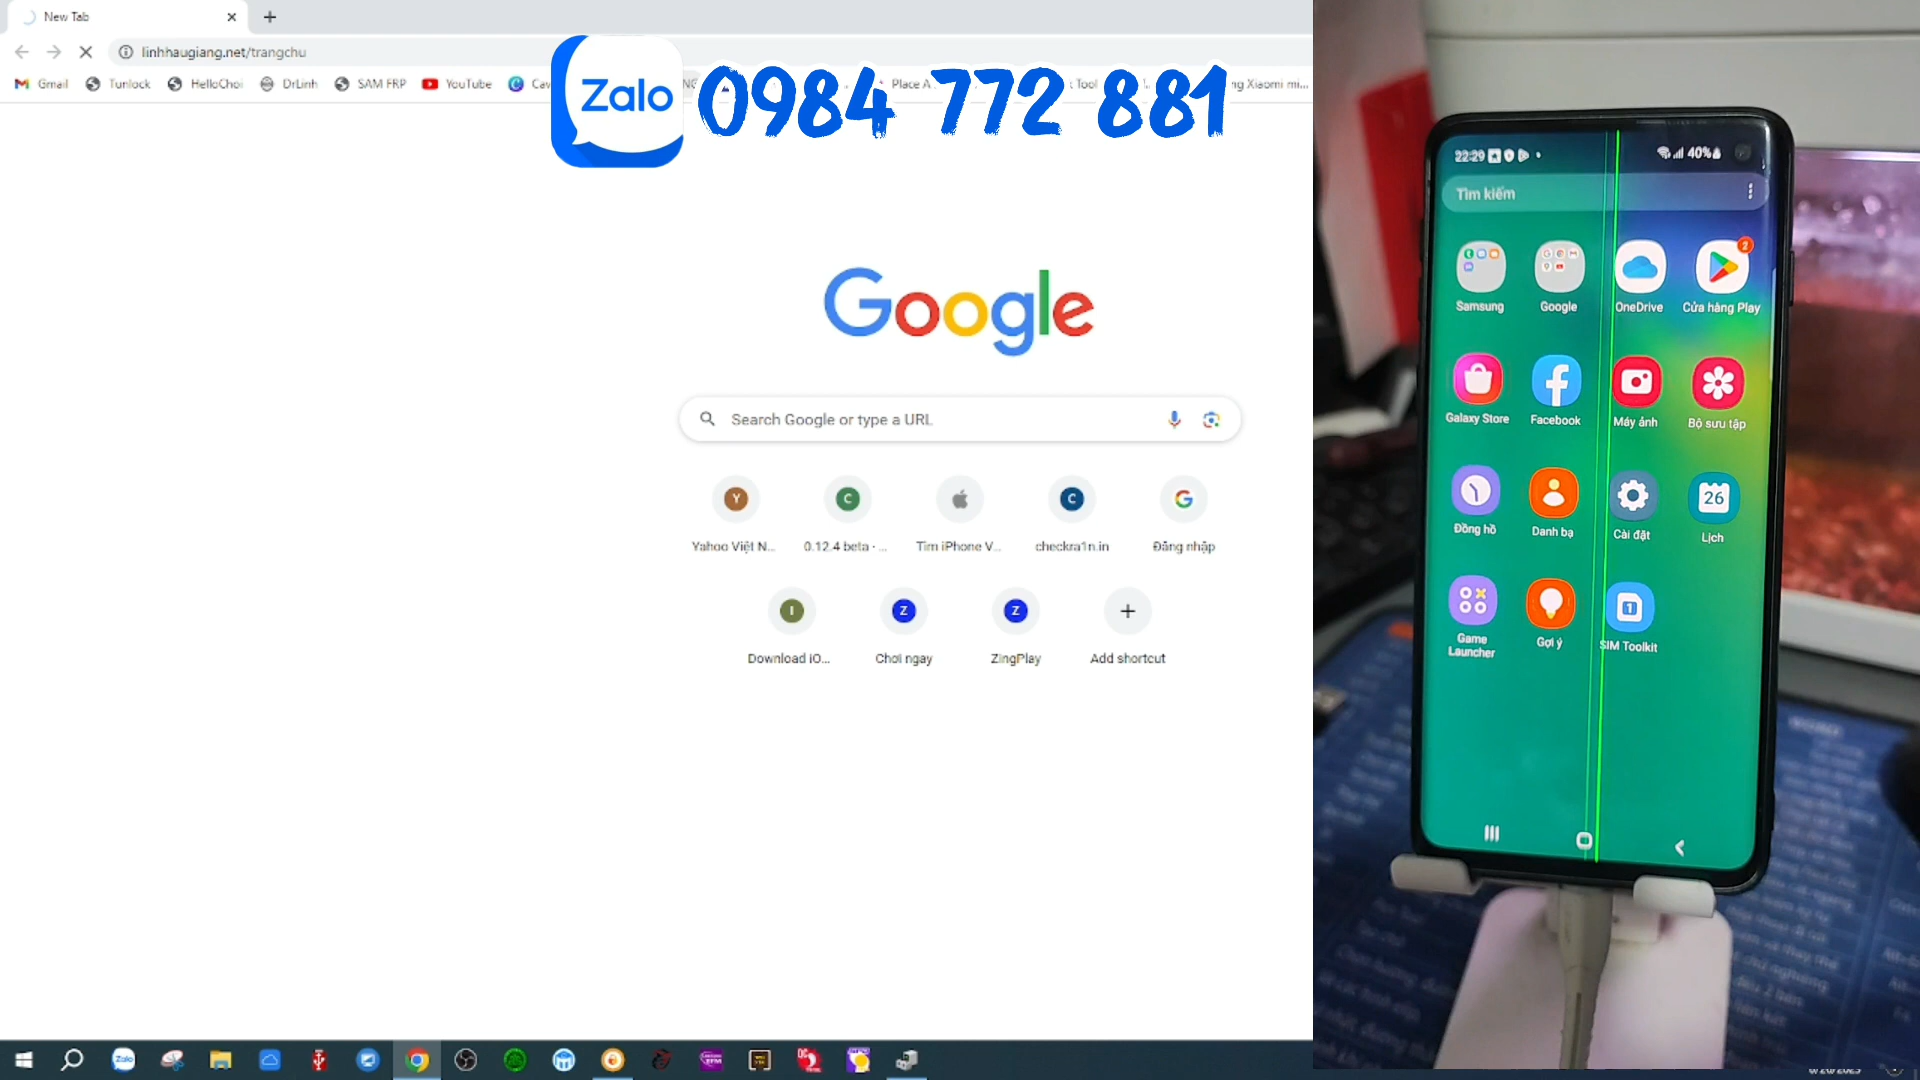 New Tab
linhhaugiang.net/trangchu
Gmail Tunlock HelloChoi DrLinh SAM FRP YouTube
Zalo 0984 772 881
Google
Search Google or type a URL
Yahoo Việt N... 0.12.4 beta · ... Tìm iPhone V... checkra1n.in Đăng nhập
Download iO... Chơi ngay ZingPlay Add shortcut
22:29 40%
Tìm kiếm
Samsung Google OneDrive Cửa hàng Play
Galaxy Store Facebook Máy ảnh Bộ sưu tập
26
Đồng hồ Danh bạ Cài đặt Lịch
Game Launcher Gợi ý SIM Toolkit